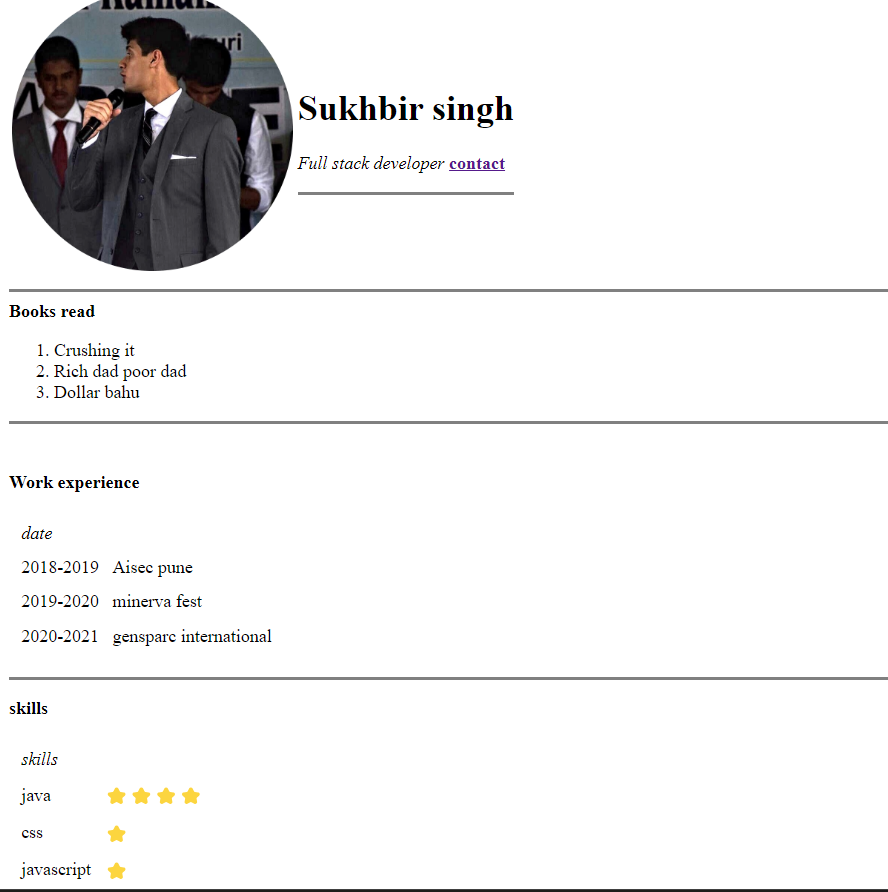 Sukhbir singh
Full stack developer contact
Books read
1. Crushing it
2. Rich dad poor dad
3. Dollar bahu
Work experience
date
2018-2019 Aisec pune
2019-2020 minerva fest
2020-2021 gensparc international
skills
skills
java
css
javascript